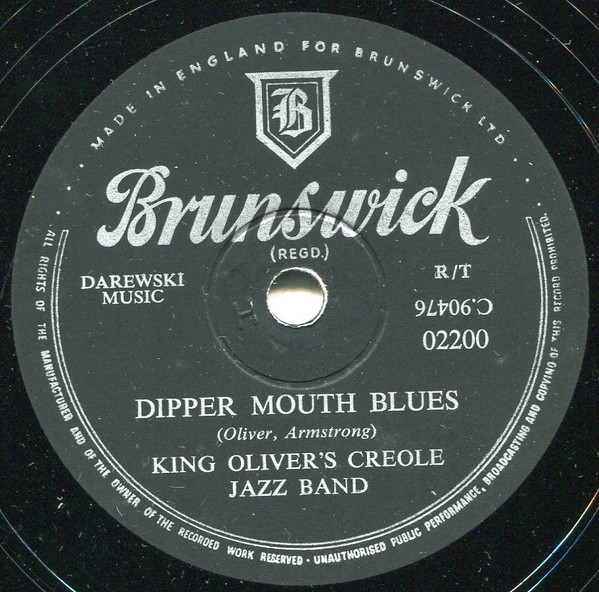 MADE IN ENGLAND FOR BRUNSWICK LTD.
B
Brunswick
(REGD.)
DAREWSKI
MUSIC
R/T
C.90476
02200
H
DIPPER MOUTH BLUES
(Oliver, Armstrong)
KING OLIVER'S CREOLE
JAZZ BAND
ALL RIGHTS OF THE MANUFACTURER AND OF THE OWNER OF THE RECORDED WORK RESERVED - UNAUTHORISED PUBLIC PERFORMANCE, BROADCASTING AND COPYING OF THIS RECORD PROHIBITED.